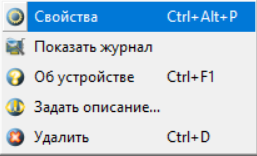 Свойства Ctrl+Alt+P
Показать журнал
Об устройстве Ctrl+F1
Задать описание...
Удалить Ctrl+D